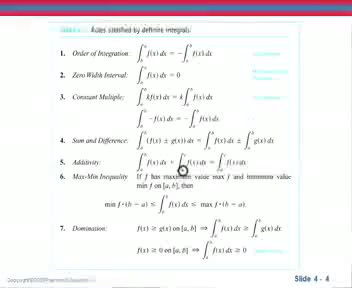 Rules satisfied by definite integrals
1. Order of Integration: ∫_b^a f(x) dx = −∫_a^b f(x) dx
2. Zero Width Interval: ∫_a^a f(x) dx = 0
3. Constant Multiple: ∫_a^b kf(x) dx = k∫_a^b f(x) dx
∫_a^b −f(x) dx = −∫_a^b f(x) dx
4. Sum and Difference: ∫_a^b (f(x) ± g(x)) dx = ∫_a^b f(x) dx ± ∫_a^b g(x) dx
5. Additivity: ∫_a^b f(x) dx + ∫_b^c f(x) dx = ∫_a^c f(x) dx
6. Max-Min Inequality: If f has maximum value max f and minimum value
min f on [a, b], then
min f · (b − a) ≤ ∫_a^b f(x) dx ≤ max f · (b − a).
7. Domination: f(x) ≥ g(x) on [a, b] ⇒ ∫_a^b f(x) dx ≥ ∫_a^b g(x) dx
f(x) ≥ 0 on [a, b] ⇒ ∫_a^b f(x) dx ≥ 0
Slide 4 - 4